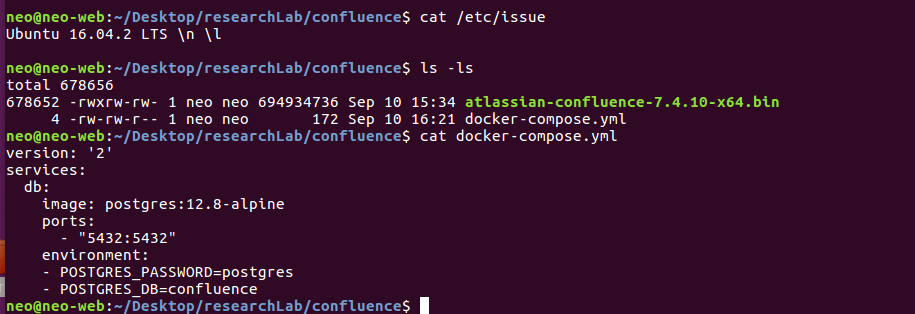 neo@neo-web:~/Desktop/researchLab/confluence$ cat /etc/issue
Ubuntu 16.04.2 LTS \n \l

neo@neo-web:~/Desktop/researchLab/confluence$ ls -ls
total 678656
678652 -rwxrw-rw- 1 neo neo 694934736 Sep 10 15:34 atlassian-confluence-7.4.10-x64.bin
     4 -rw-rw-r-- 1 neo neo       172 Sep 10 16:21 docker-compose.yml
neo@neo-web:~/Desktop/researchLab/confluence$ cat docker-compose.yml
version: '2'
services:
  db:
    image: postgres:12.8-alpine
    ports:
      - "5432:5432"
    environment:
    - POSTGRES_PASSWORD=postgres
    - POSTGRES_DB=confluence
neo@neo-web:~/Desktop/researchLab/confluence$